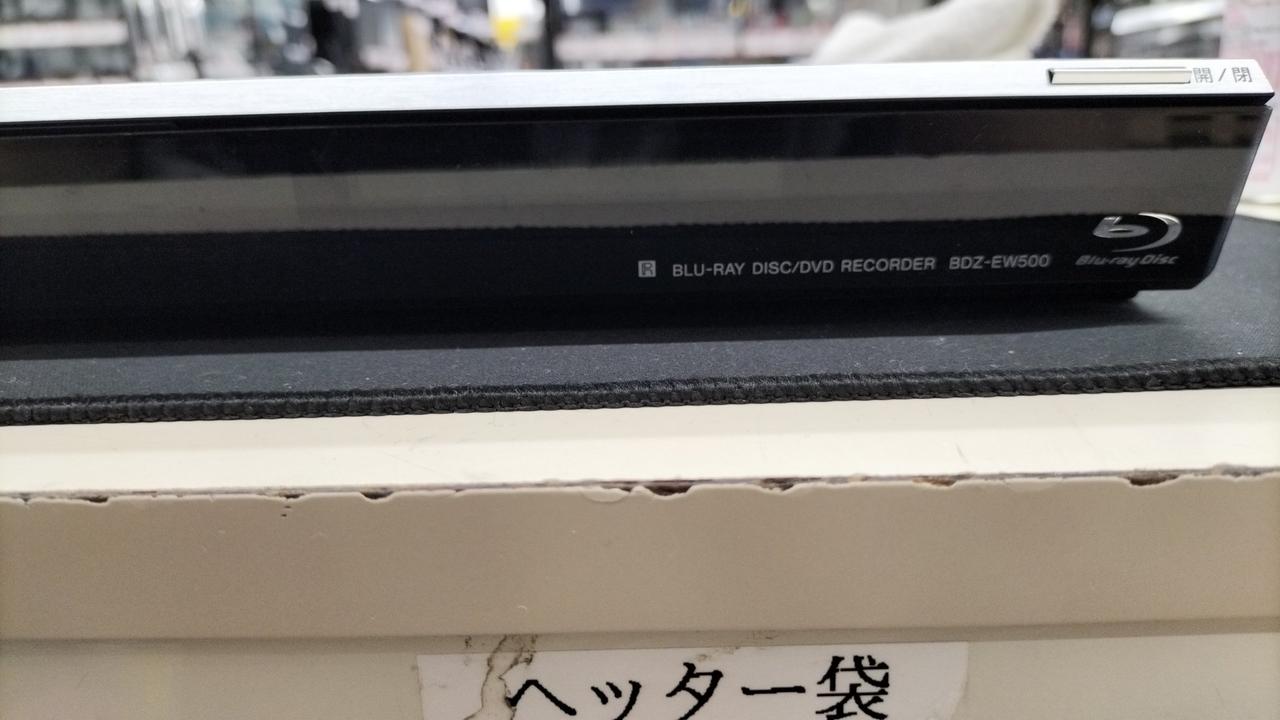 開/閉
R BLU-RAY DISC/DVD RECORDER BDZ-EW500
Blu-ray Disc
ヘッター袋